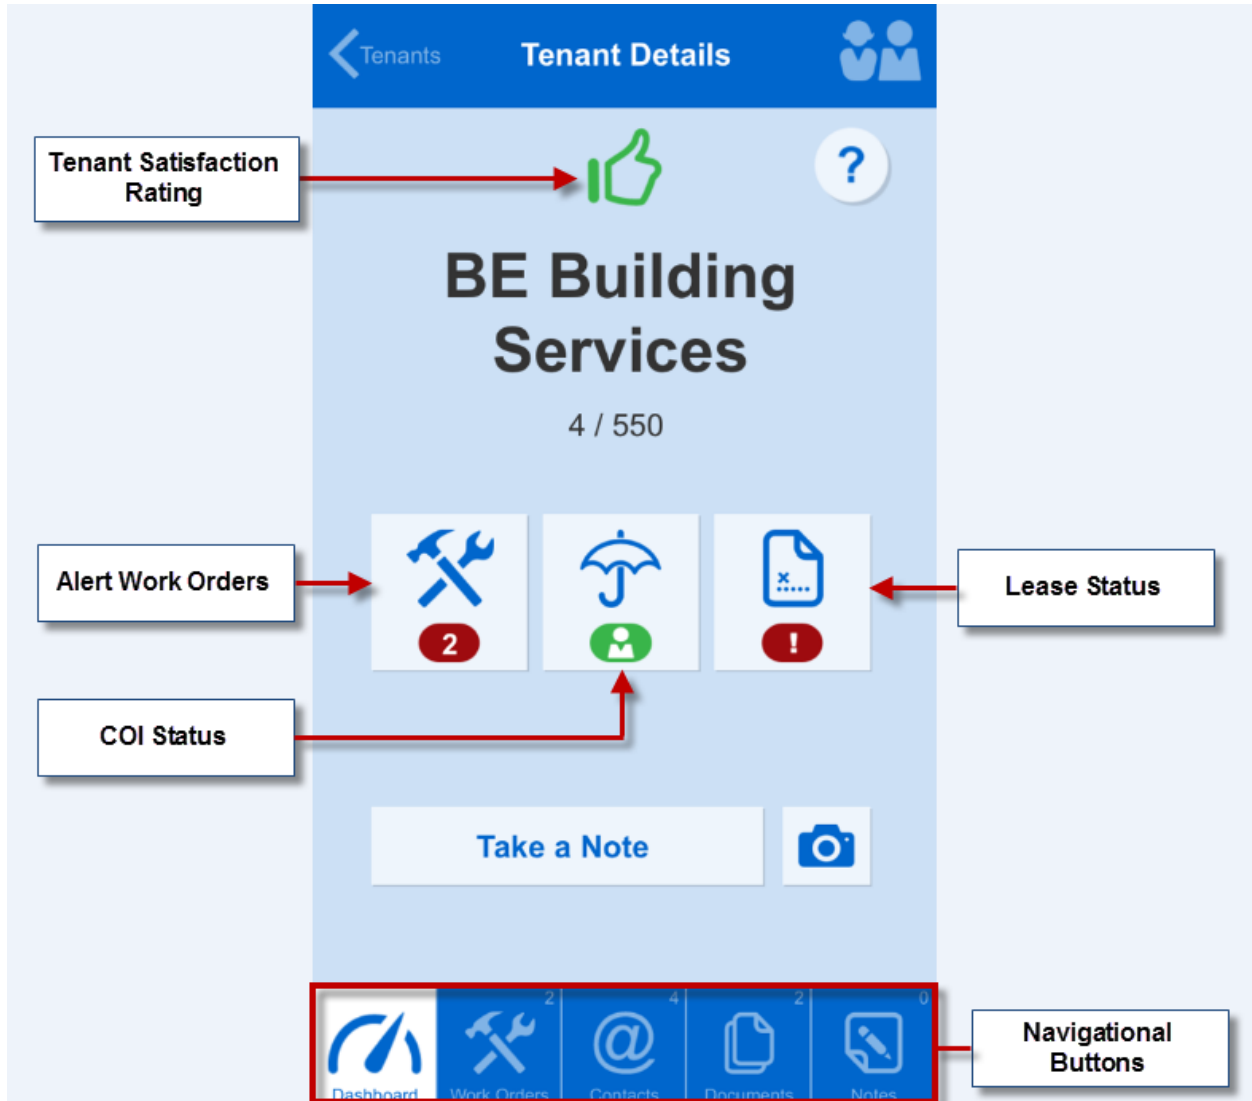 Tenants
Tenant Details
Tenant Satisfaction
Rating
?
BE Building
Services
4 / 550
Alert Work Orders
Lease Status
x.....
2
!
COI Status
Take a Note
2
4
2
0
@
Navigational
Buttons
Dashboard
Work Orders
Contacts
Documents
Notes